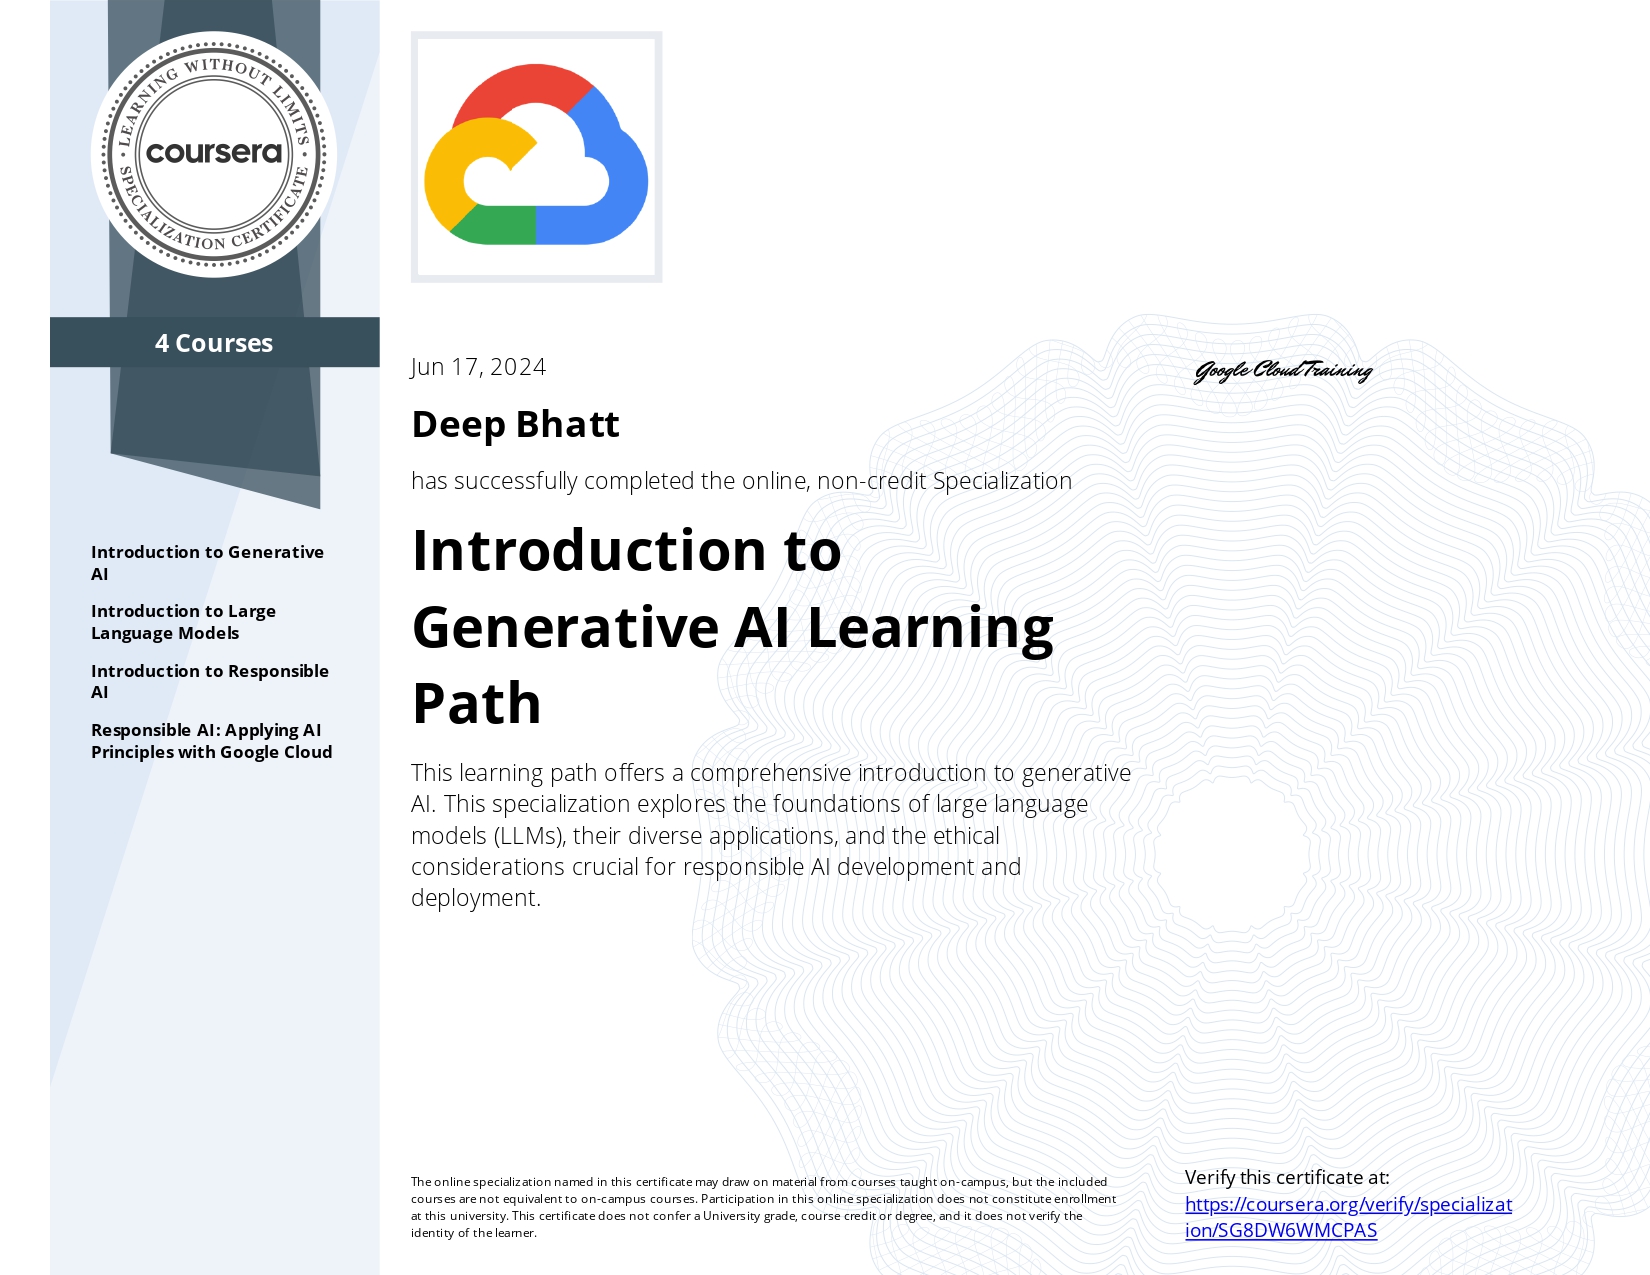 LEARNING WITHOUT LIMITS
coursera
SPECIALIZATION CERTIFICATE
4 Courses
Introduction to Generative
AI
Introduction to Large
Language Models
Introduction to Responsible
AI
Responsible AI: Applying AI
Principles with Google Cloud
Jun 17, 2024
Deep Bhatt
has successfully completed the online, non-credit Specialization
Introduction to
Generative AI Learning
Path
This learning path offers a comprehensive introduction to generative
AI. This specialization explores the foundations of large language
models (LLMs), their diverse applications, and the ethical
considerations crucial for responsible AI development and
deployment.
Google Cloud Training
The online specialization named in this certificate may draw on material from courses taught on-campus, but the included
courses are not equivalent to on-campus courses. Participation in this online specialization does not constitute enrollment
at this university. This certificate does not confer a University grade, course credit or degree, and it does not verify the
identity of the learner.
Verify this certificate at:
https://coursera.org/verify/specializat
ion/SG8DW6WMCPAS